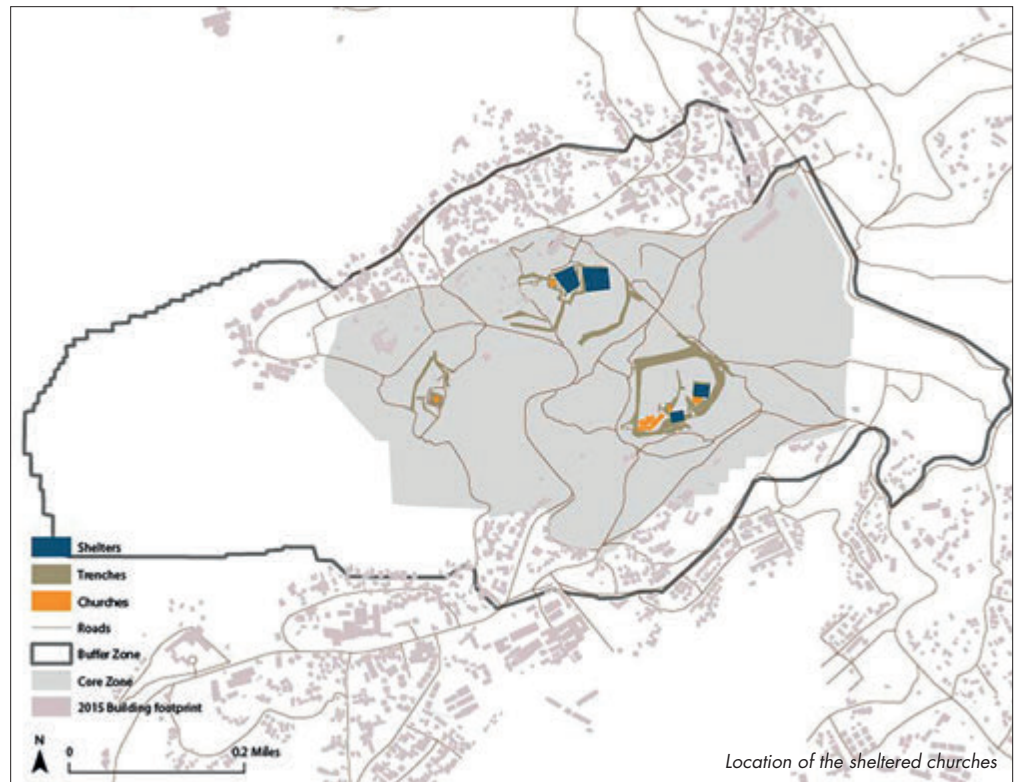 Shelters
Trenches
Churches
Roads
Buffer Zone
Core Zone
2015 Building footprint
N
0 0.2 Miles
Location of the sheltered churches